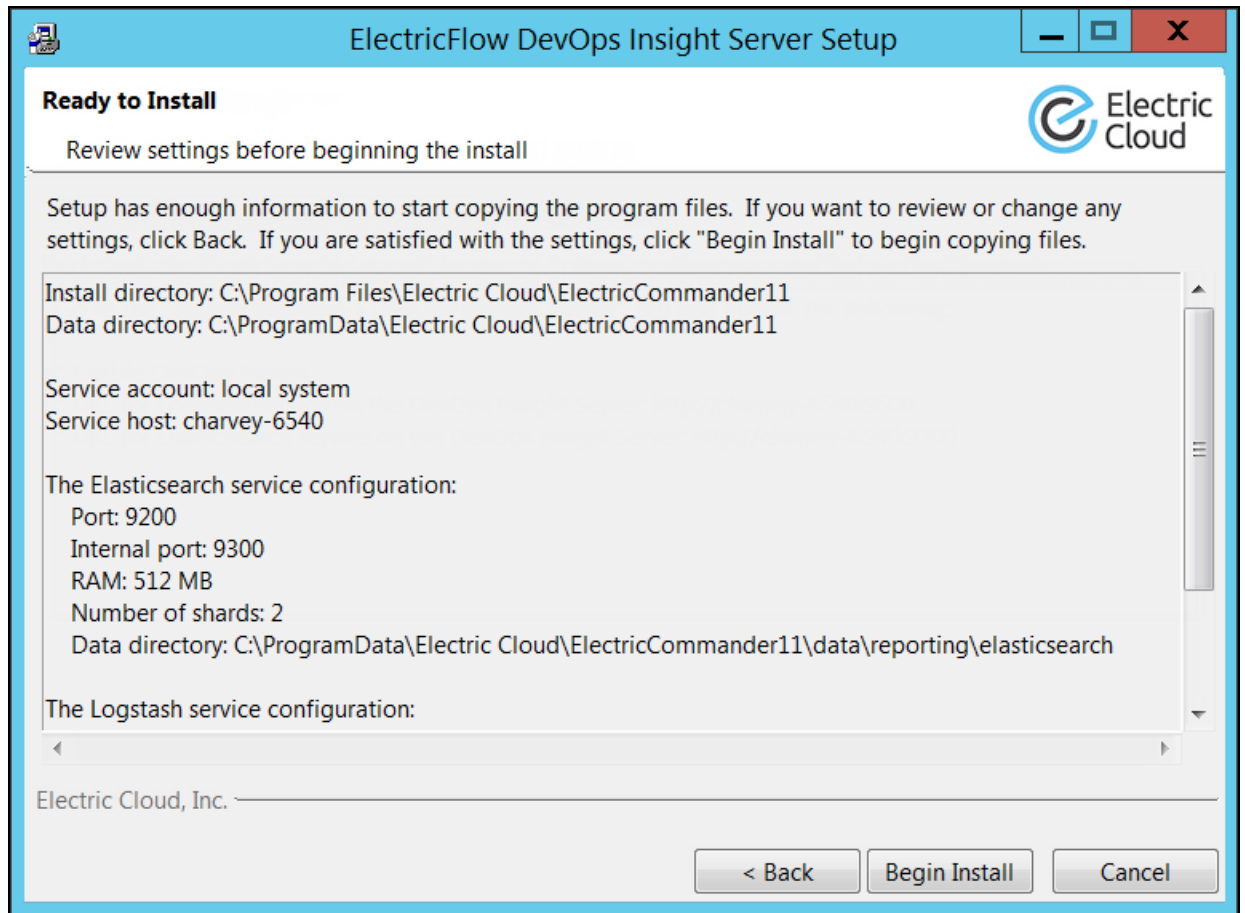 ElectricFlow DevOps Insight Server Setup
Ready to Install
Review settings before beginning the install
Electric
Cloud
Setup has enough information to start copying the program files.  If you want to review or change any
settings, click Back.  If you are satisfied with the settings, click "Begin Install" to begin copying files.
Install directory: C:\Program Files\Electric Cloud\ElectricCommander11
Data directory: C:\ProgramData\Electric Cloud\ElectricCommander11
Service account: local system
Service host: charvey-6540
The Elasticsearch service configuration:
Port: 9200
Internal port: 9300
RAM: 512 MB
Number of shards: 2
Data directory: C:\ProgramData\Electric Cloud\ElectricCommander11\data\reporting\elasticsearch
The Logstash service configuration:
Electric Cloud, Inc.
< Back
Begin Install
Cancel